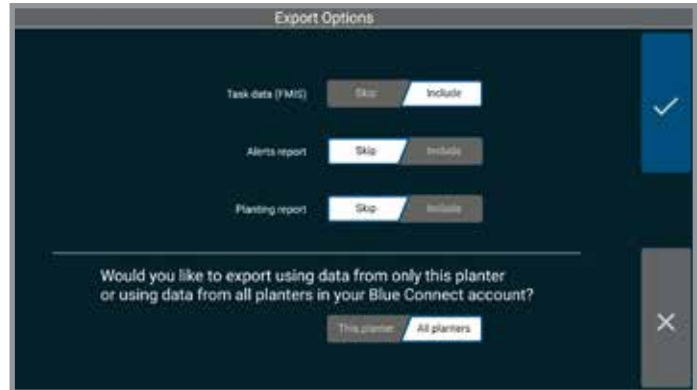 Export Options
Task data (FMIS) Skip Include
Alerts report Skip Include
Planting report Skip Include
Would you like to export using data from only this planter
or using data from all planters in your Blue Connect account?
This planter All planters